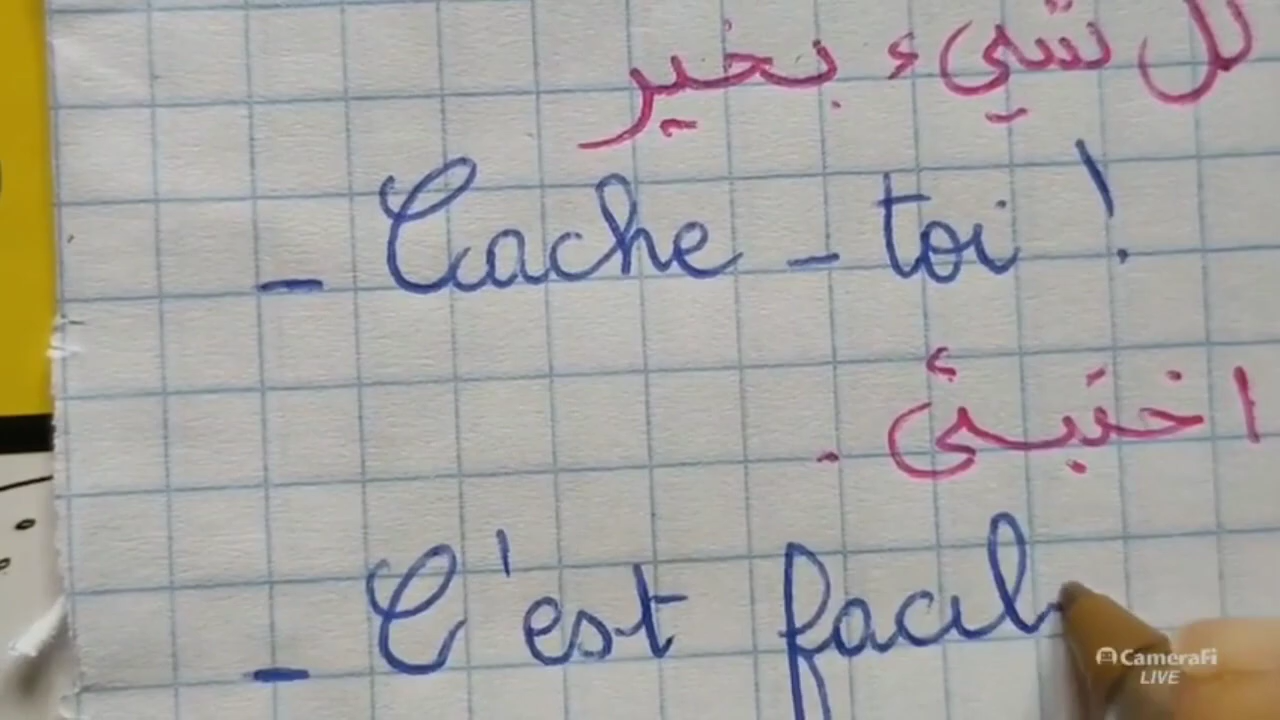 كل شيء بخير
- Cache - toi !
اختبئ .
- C'est facil
CameraFi
LIVE